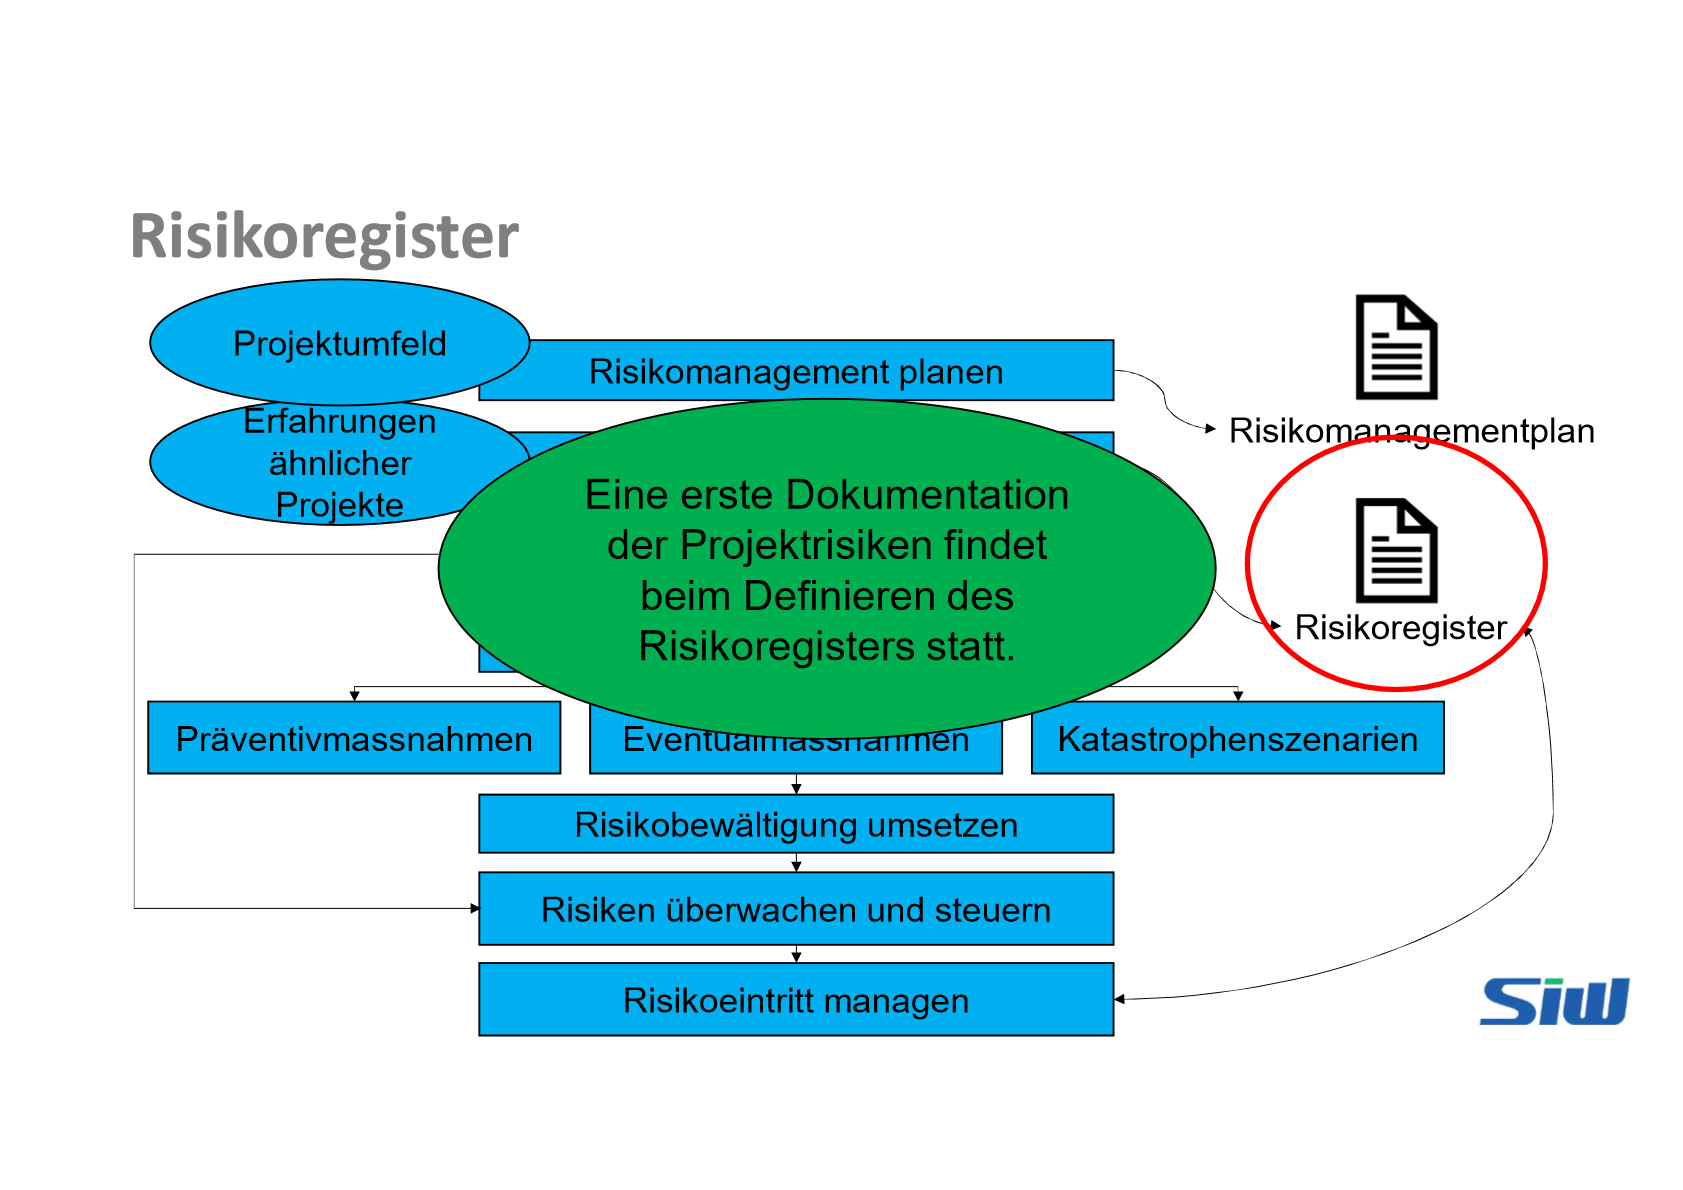 Risikoregister
Projektumfeld
Risikomanagement planen
Risikomanagementplan
Erfahrungen
ähnlicher
Projekte
Eine erste Dokumentation
der Projektrisiken findet
beim Definieren des
Risikoregisters statt.
Risikoregister
Präventivmassnahmen
Eventualmassnahmen
Katastrophenszenarien
Risikobewältigung umsetzen
Risiken überwachen und steuern
Risikoeintritt managen
SiW